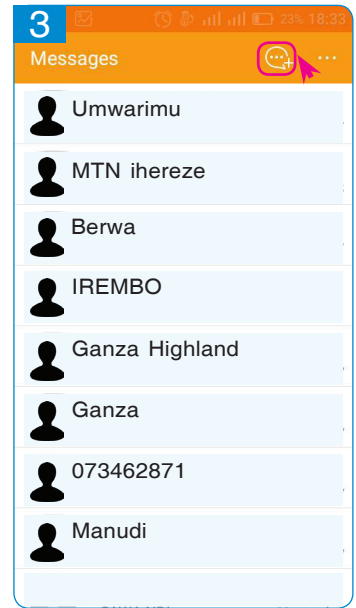 3
23% 18:33
Messages
Umwarimu
MTN ihereze
Berwa
IREMBO
Ganza Highland
Ganza
073462871
Manudi